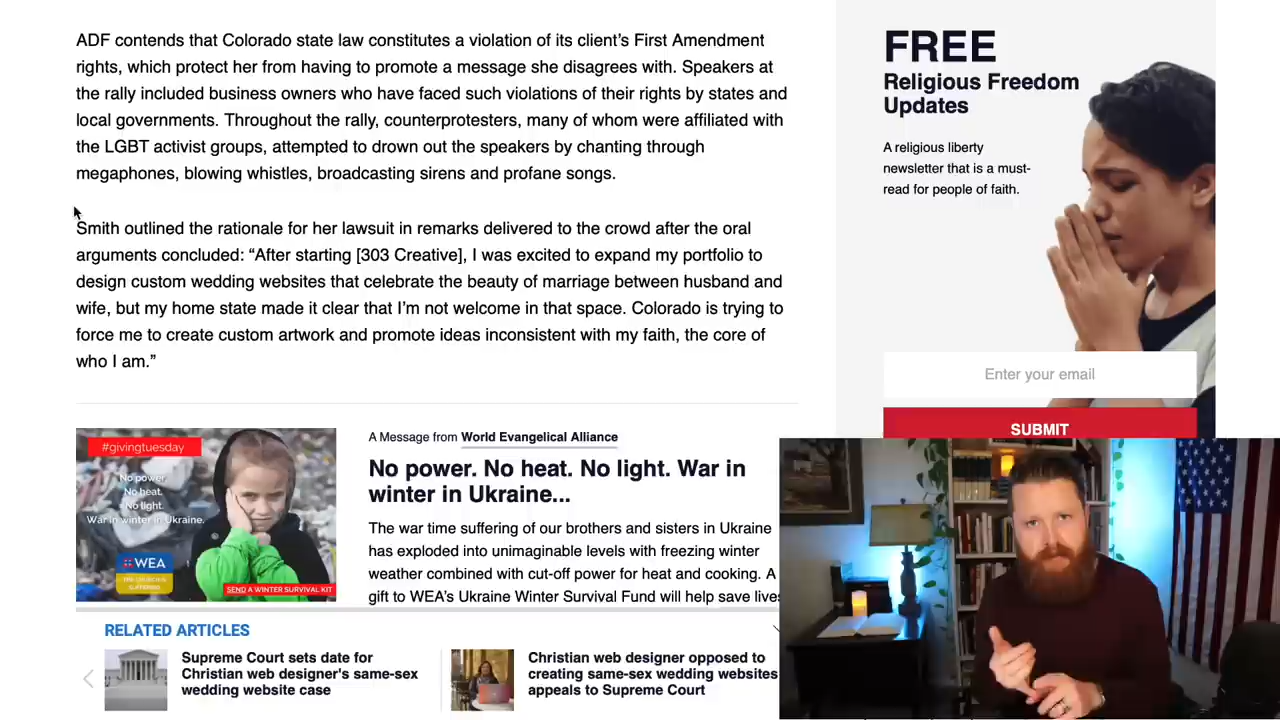 ADF contends that Colorado state law constitutes a violation of its client’s First Amendment
rights, which protect her from having to promote a message she disagrees with. Speakers at
the rally included business owners who have faced such violations of their rights by states and
local governments. Throughout the rally, counterprotesters, many of whom were affiliated with
the LGBT activist groups, attempted to drown out the speakers by chanting through
megaphones, blowing whistles, broadcasting sirens and profane songs.
Smith outlined the rationale for her lawsuit in remarks delivered to the crowd after the oral
arguments concluded: “After starting [303 Creative], I was excited to expand my portfolio to
design custom wedding websites that celebrate the beauty of marriage between husband and
wife, but my home state made it clear that I’m not welcome in that space. Colorado is trying to
force me to create custom artwork and promote ideas inconsistent with my faith, the core of
who I am.”
#givingtuesday
No power.
No heat.
No light.
War in winter in Ukraine.
WEA
SEND A WINTER SURVIVAL KIT
A Message from World Evangelical Alliance
No power. No heat. No light. War in
winter in Ukraine...
The war time suffering of our brothers and sisters in Ukraine
has exploded into unimaginable levels with freezing winter
weather combined with cut-off power for heat and cooking. A
gift to WEA’s Ukraine Winter Survival Fund will help save lives
RELATED ARTICLES
Supreme Court sets date for
Christian web designer's same-sex
wedding website case
Christian web designer opposed to
creating same-sex wedding websites
appeals to Supreme Court
FREE
Religious Freedom
Updates
A religious liberty
newsletter that is a must-
read for people of faith.
Enter your email
SUBMIT